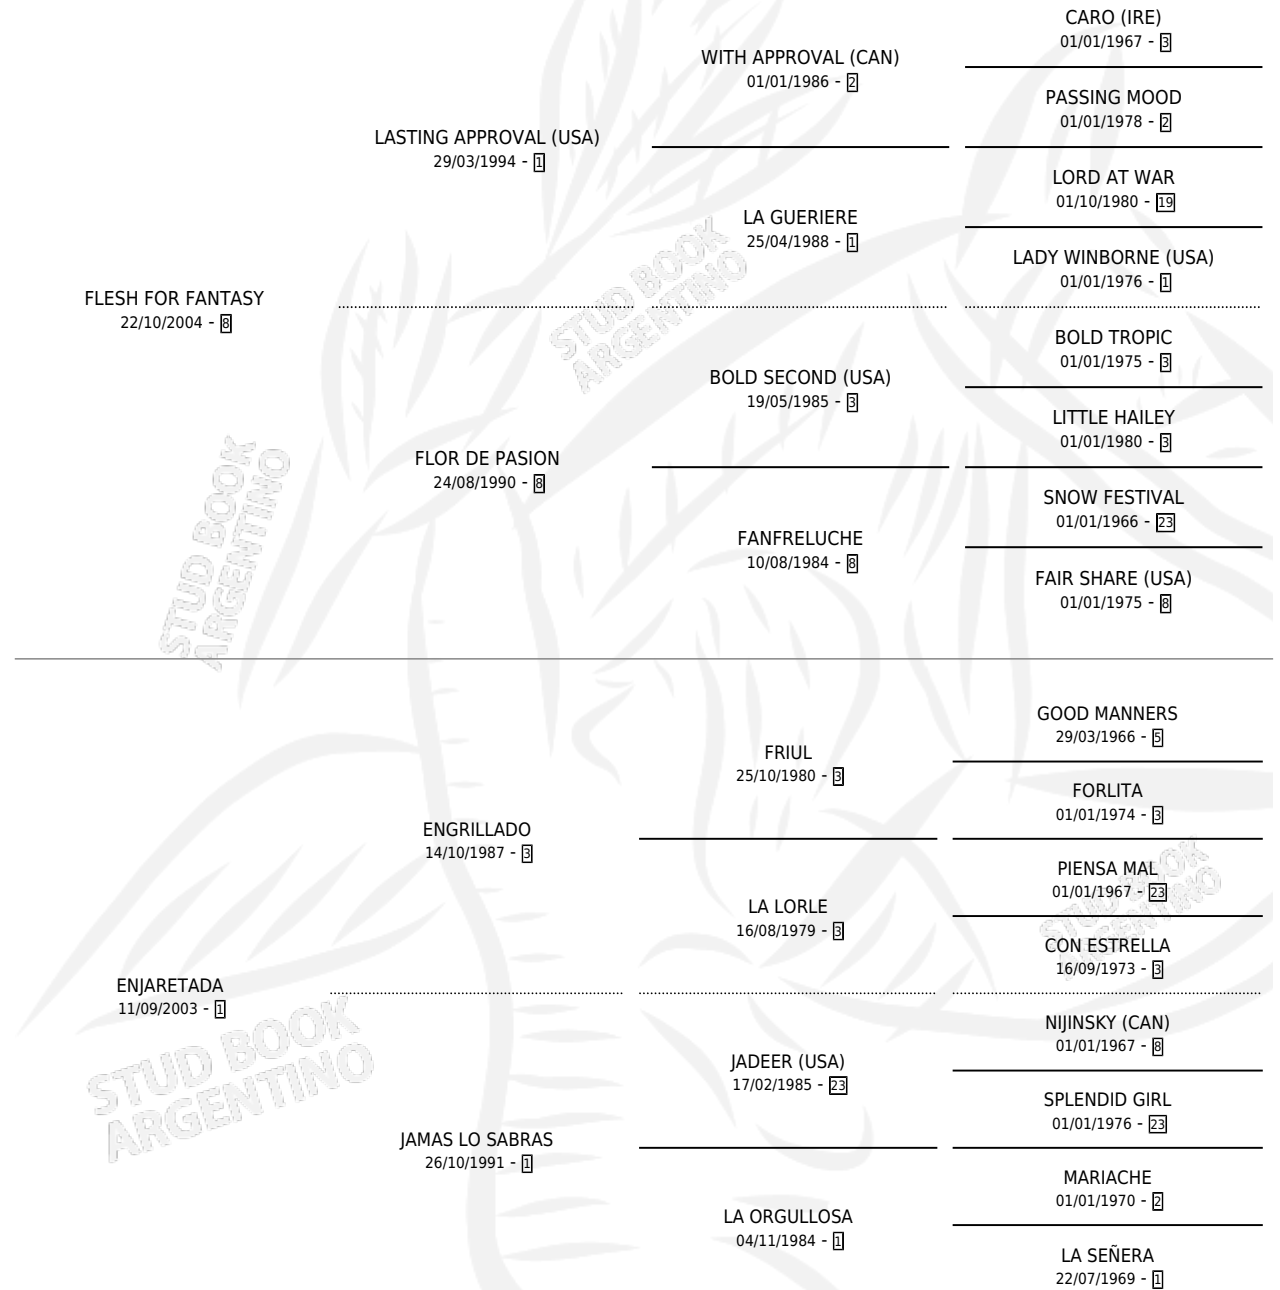 CARO (IRE)
01/01/1967 - 3
WITH APPROVAL (CAN)
01/01/1986 - 2
PASSING MOOD
01/01/1978 - 2
LASTING APPROVAL (USA)
29/03/1994 - 1
LORD AT WAR
01/10/1980 - 19
LA GUERIERE
25/04/1988 - 1
LADY WINBORNE (USA)
01/01/1976 - 1
FLESH FOR FANTASY
22/10/2004 - 8
BOLD TROPIC
01/01/1975 - 3
BOLD SECOND (USA)
19/05/1985 - 3
LITTLE HAILEY
01/01/1980 - 3
FLOR DE PASION
24/08/1990 - 8
SNOW FESTIVAL
01/01/1966 - 23
FANFRELUCHE
10/08/1984 - 8
FAIR SHARE (USA)
01/01/1975 - 8
STUD BOOK
ARGENTINO
STUD BOOK
ARGENTINO
GOOD MANNERS
29/03/1966 - 5
FRIUL
25/10/1980 - 3
FORLITA
01/01/1974 - 3
ENGRILLADO
14/10/1987 - 3
PIENSA MAL
01/01/1967 - 23
LA LORLE
16/08/1979 - 3
CON ESTRELLA
16/09/1973 - 3
STUD BOOK
ARGENTINO
ENJARETADA
11/09/2003 - 1
NIJINSKY (CAN)
01/01/1967 - 8
JADEER (USA)
17/02/1985 - 23
SPLENDID GIRL
01/01/1976 - 23
STUD BOOK
ARGENTINO
JAMAS LO SABRAS
26/10/1991 - 1
MARIACHE
01/01/1970 - 2
LA ORGULLOSA
04/11/1984 - 1
LA SEÑERA
22/07/1969 - 1